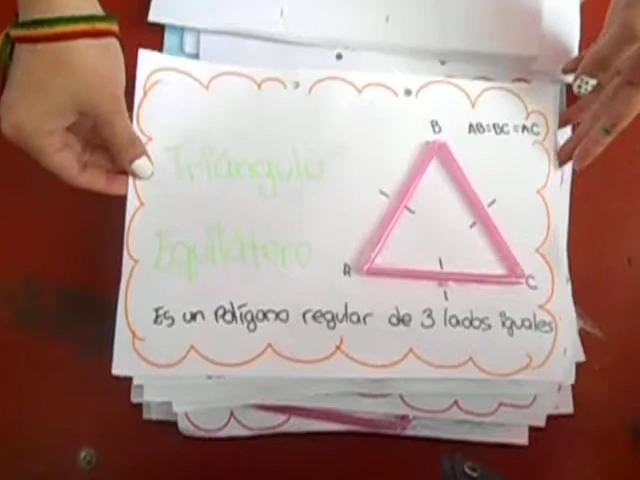 Triángulo
Equilátero
B
AB=BC=AC
A
C
Es un polígono regular de 3 lados iguales